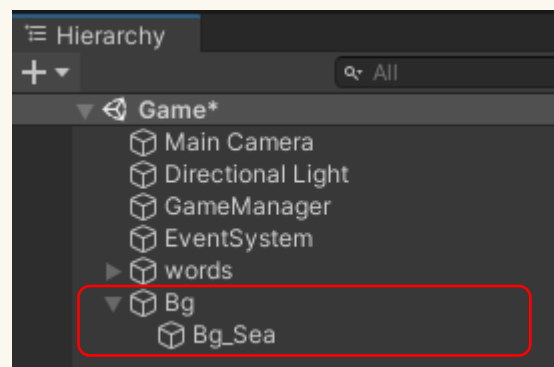 Hierarchy
+ All
Game*
Main Camera
Directional Light
GameManager
EventSystem
words
Bg
Bg_Sea